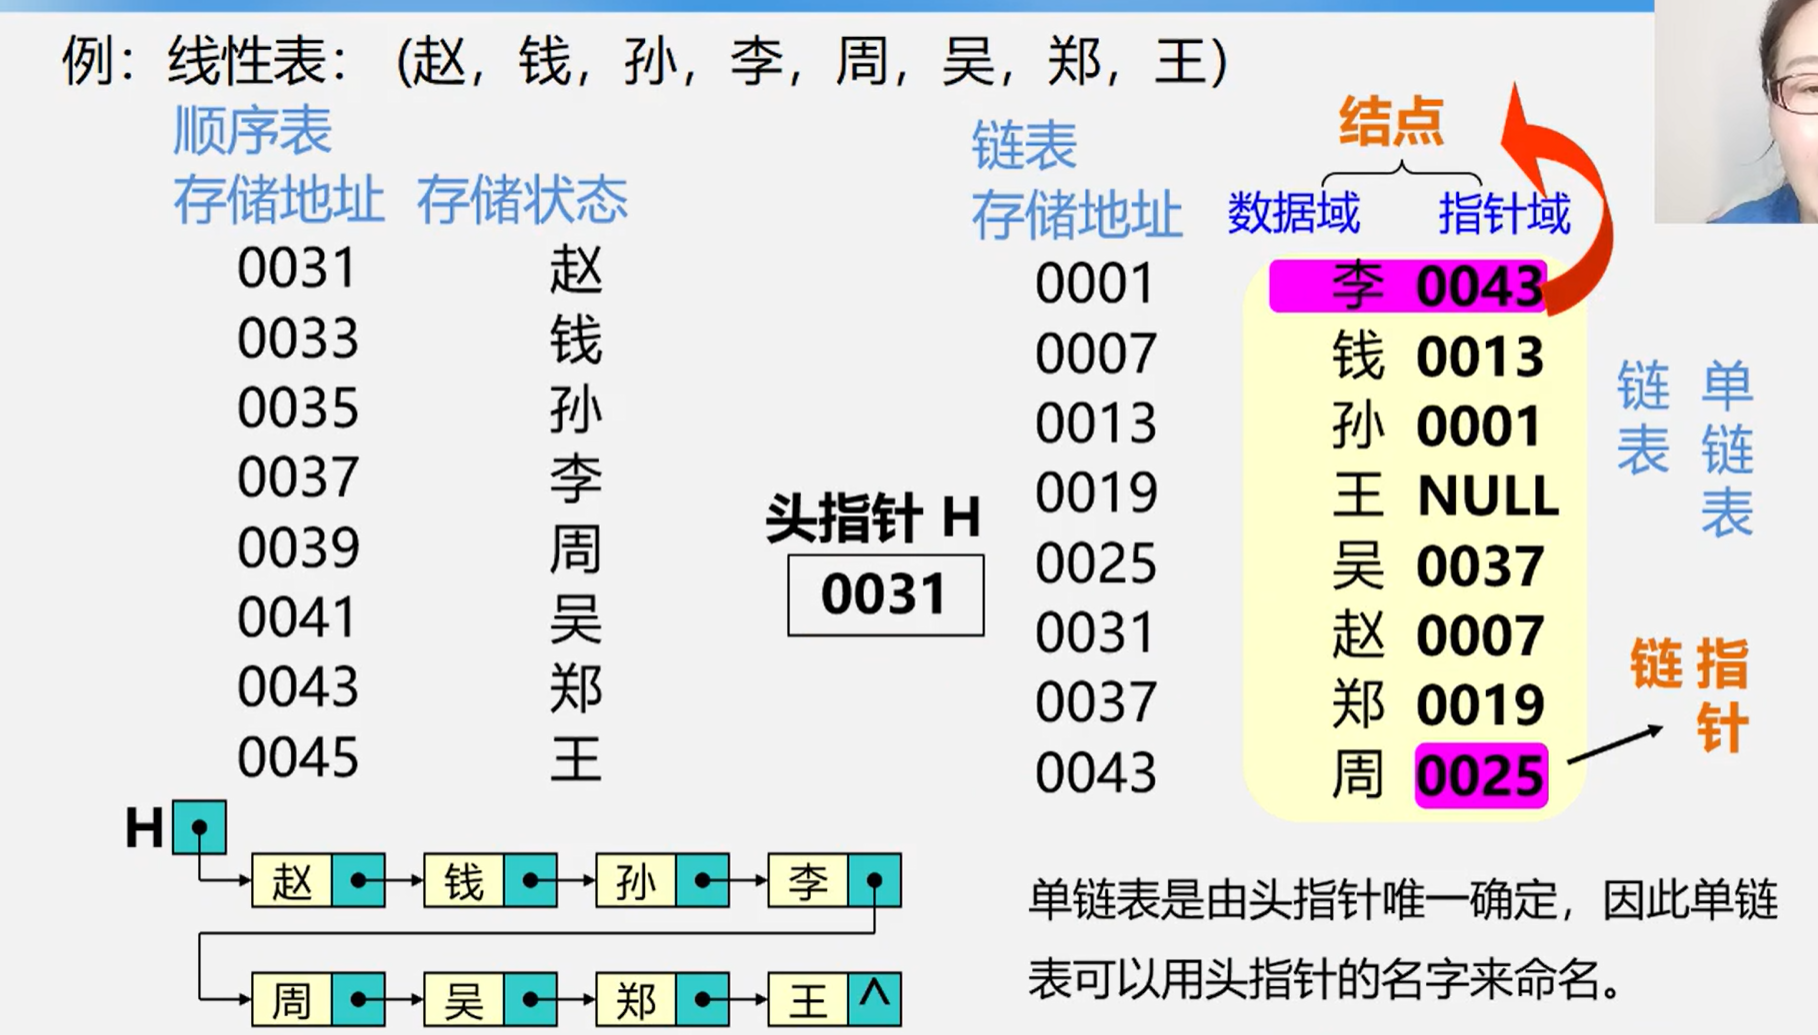 例：线性表： (赵，钱，孙，李，周，吴，郑，王)
顺序表
存储地址 存储状态
0031 赵
0033 钱
0035 孙
0037 李
0039 周
0041 吴
0043 郑
0045 王
头指针 H
0031
链表
存储地址
结点
数据域 指针域
0001 李 0043
0007 钱 0013
0013 孙 0001
0019 王 NULL
0025 吴 0037
0031 赵 0007
0037 郑 0019
0043 周 0025
链表
单链表
链
指针
H
赵 钱 孙 李
周 吴 郑 王 ^
单链表是由头指针唯一确定，因此单链
表可以用头指针的名字来命名。